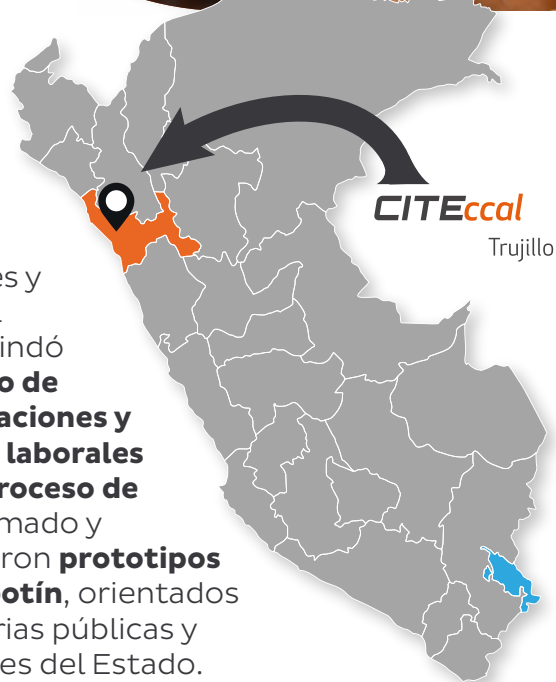 CITEccal
Trujillo
es y
indó
o de
aciones y
laborales
roceso de
mado y
ron prototipos
otín, orientados
rias públicas y
es del Estado.